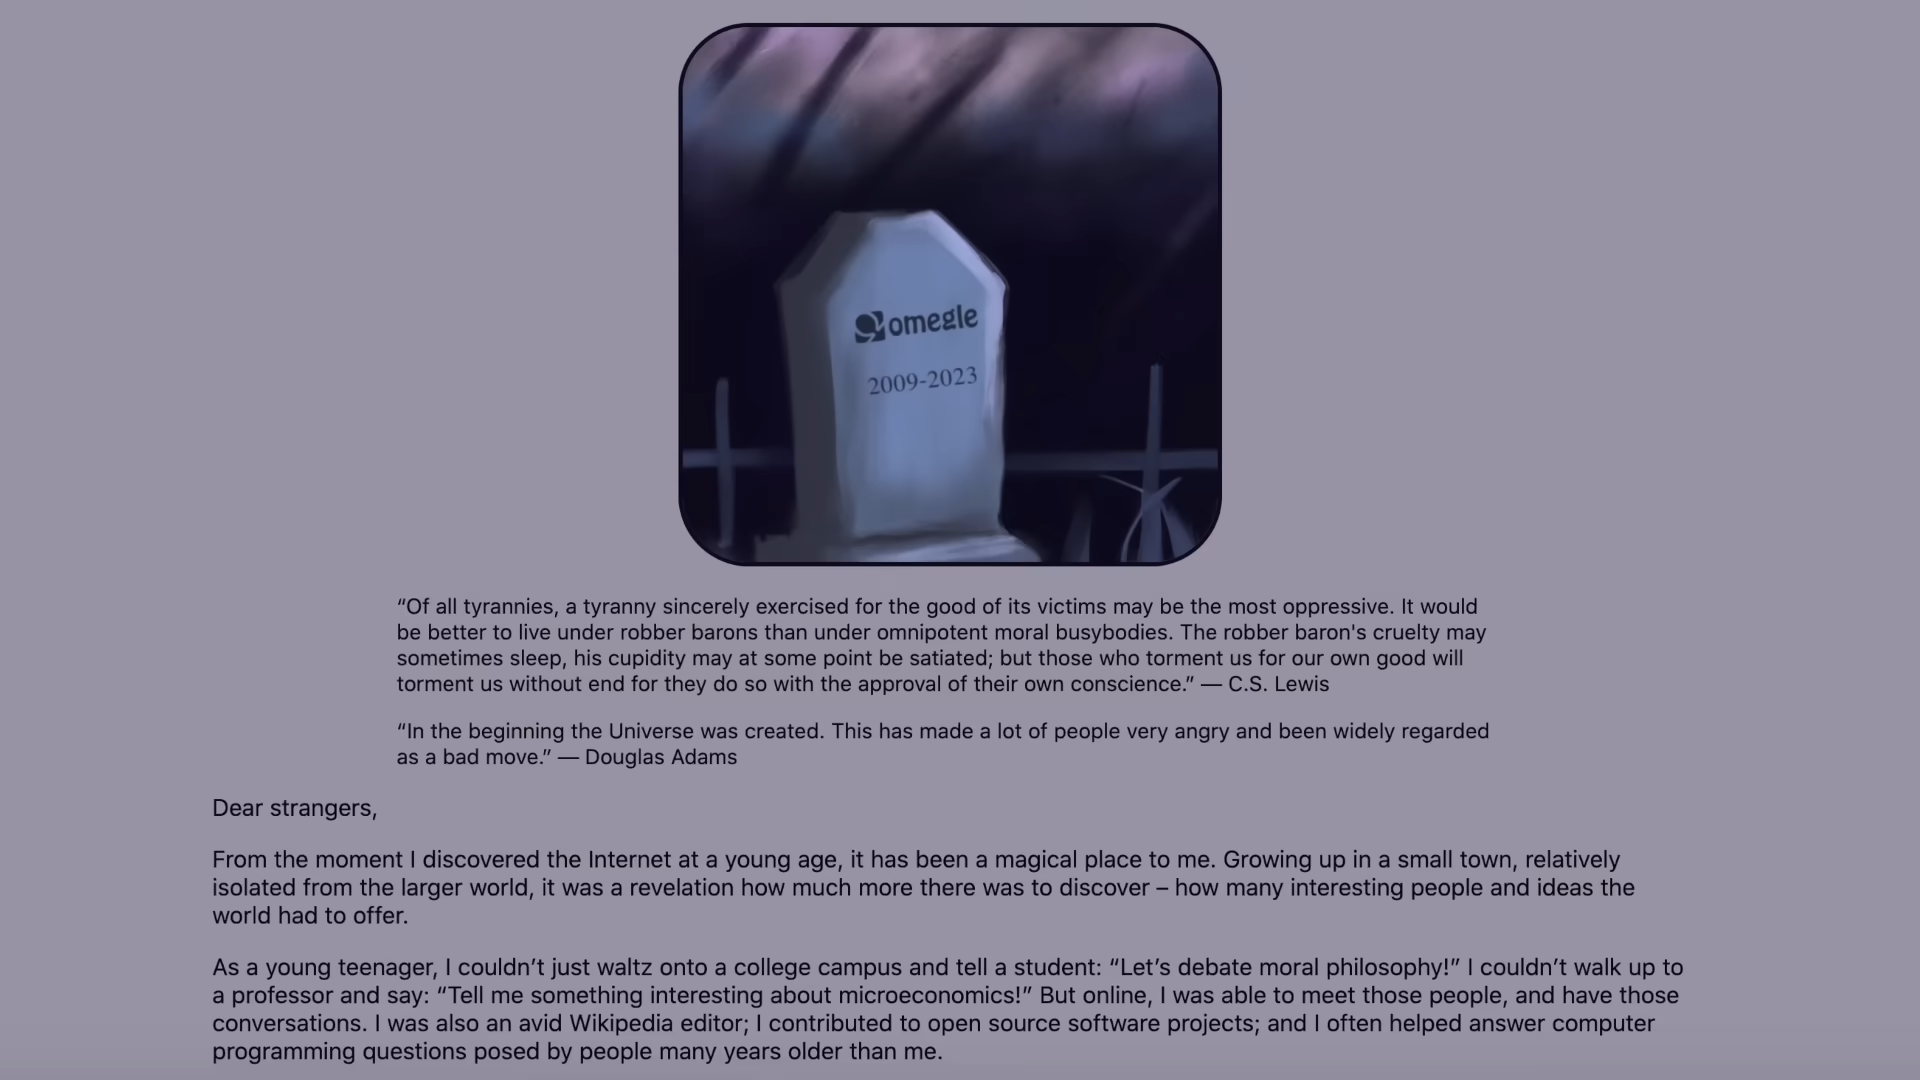 omegle
2009-2023
“Of all tyrannies, a tyranny sincerely exercised for the good of its victims may be the most oppressive. It would
be better to live under robber barons than under omnipotent moral busybodies. The robber baron's cruelty may
sometimes sleep, his cupidity may at some point be satiated; but those who torment us for our own good will
torment us without end for they do so with the approval of their own conscience.” — C.S. Lewis
“In the beginning the Universe was created. This has made a lot of people very angry and been widely regarded
as a bad move.” — Douglas Adams
Dear strangers,
From the moment I discovered the Internet at a young age, it has been a magical place to me. Growing up in a small town, relatively
isolated from the larger world, it was a revelation how much more there was to discover – how many interesting people and ideas the
world had to offer.
As a young teenager, I couldn’t just waltz onto a college campus and tell a student: “Let’s debate moral philosophy!” I couldn’t walk up to
a professor and say: “Tell me something interesting about microeconomics!” But online, I was able to meet those people, and have those
conversations. I was also an avid Wikipedia editor; I contributed to open source software projects; and I often helped answer computer
programming questions posed by people many years older than me.